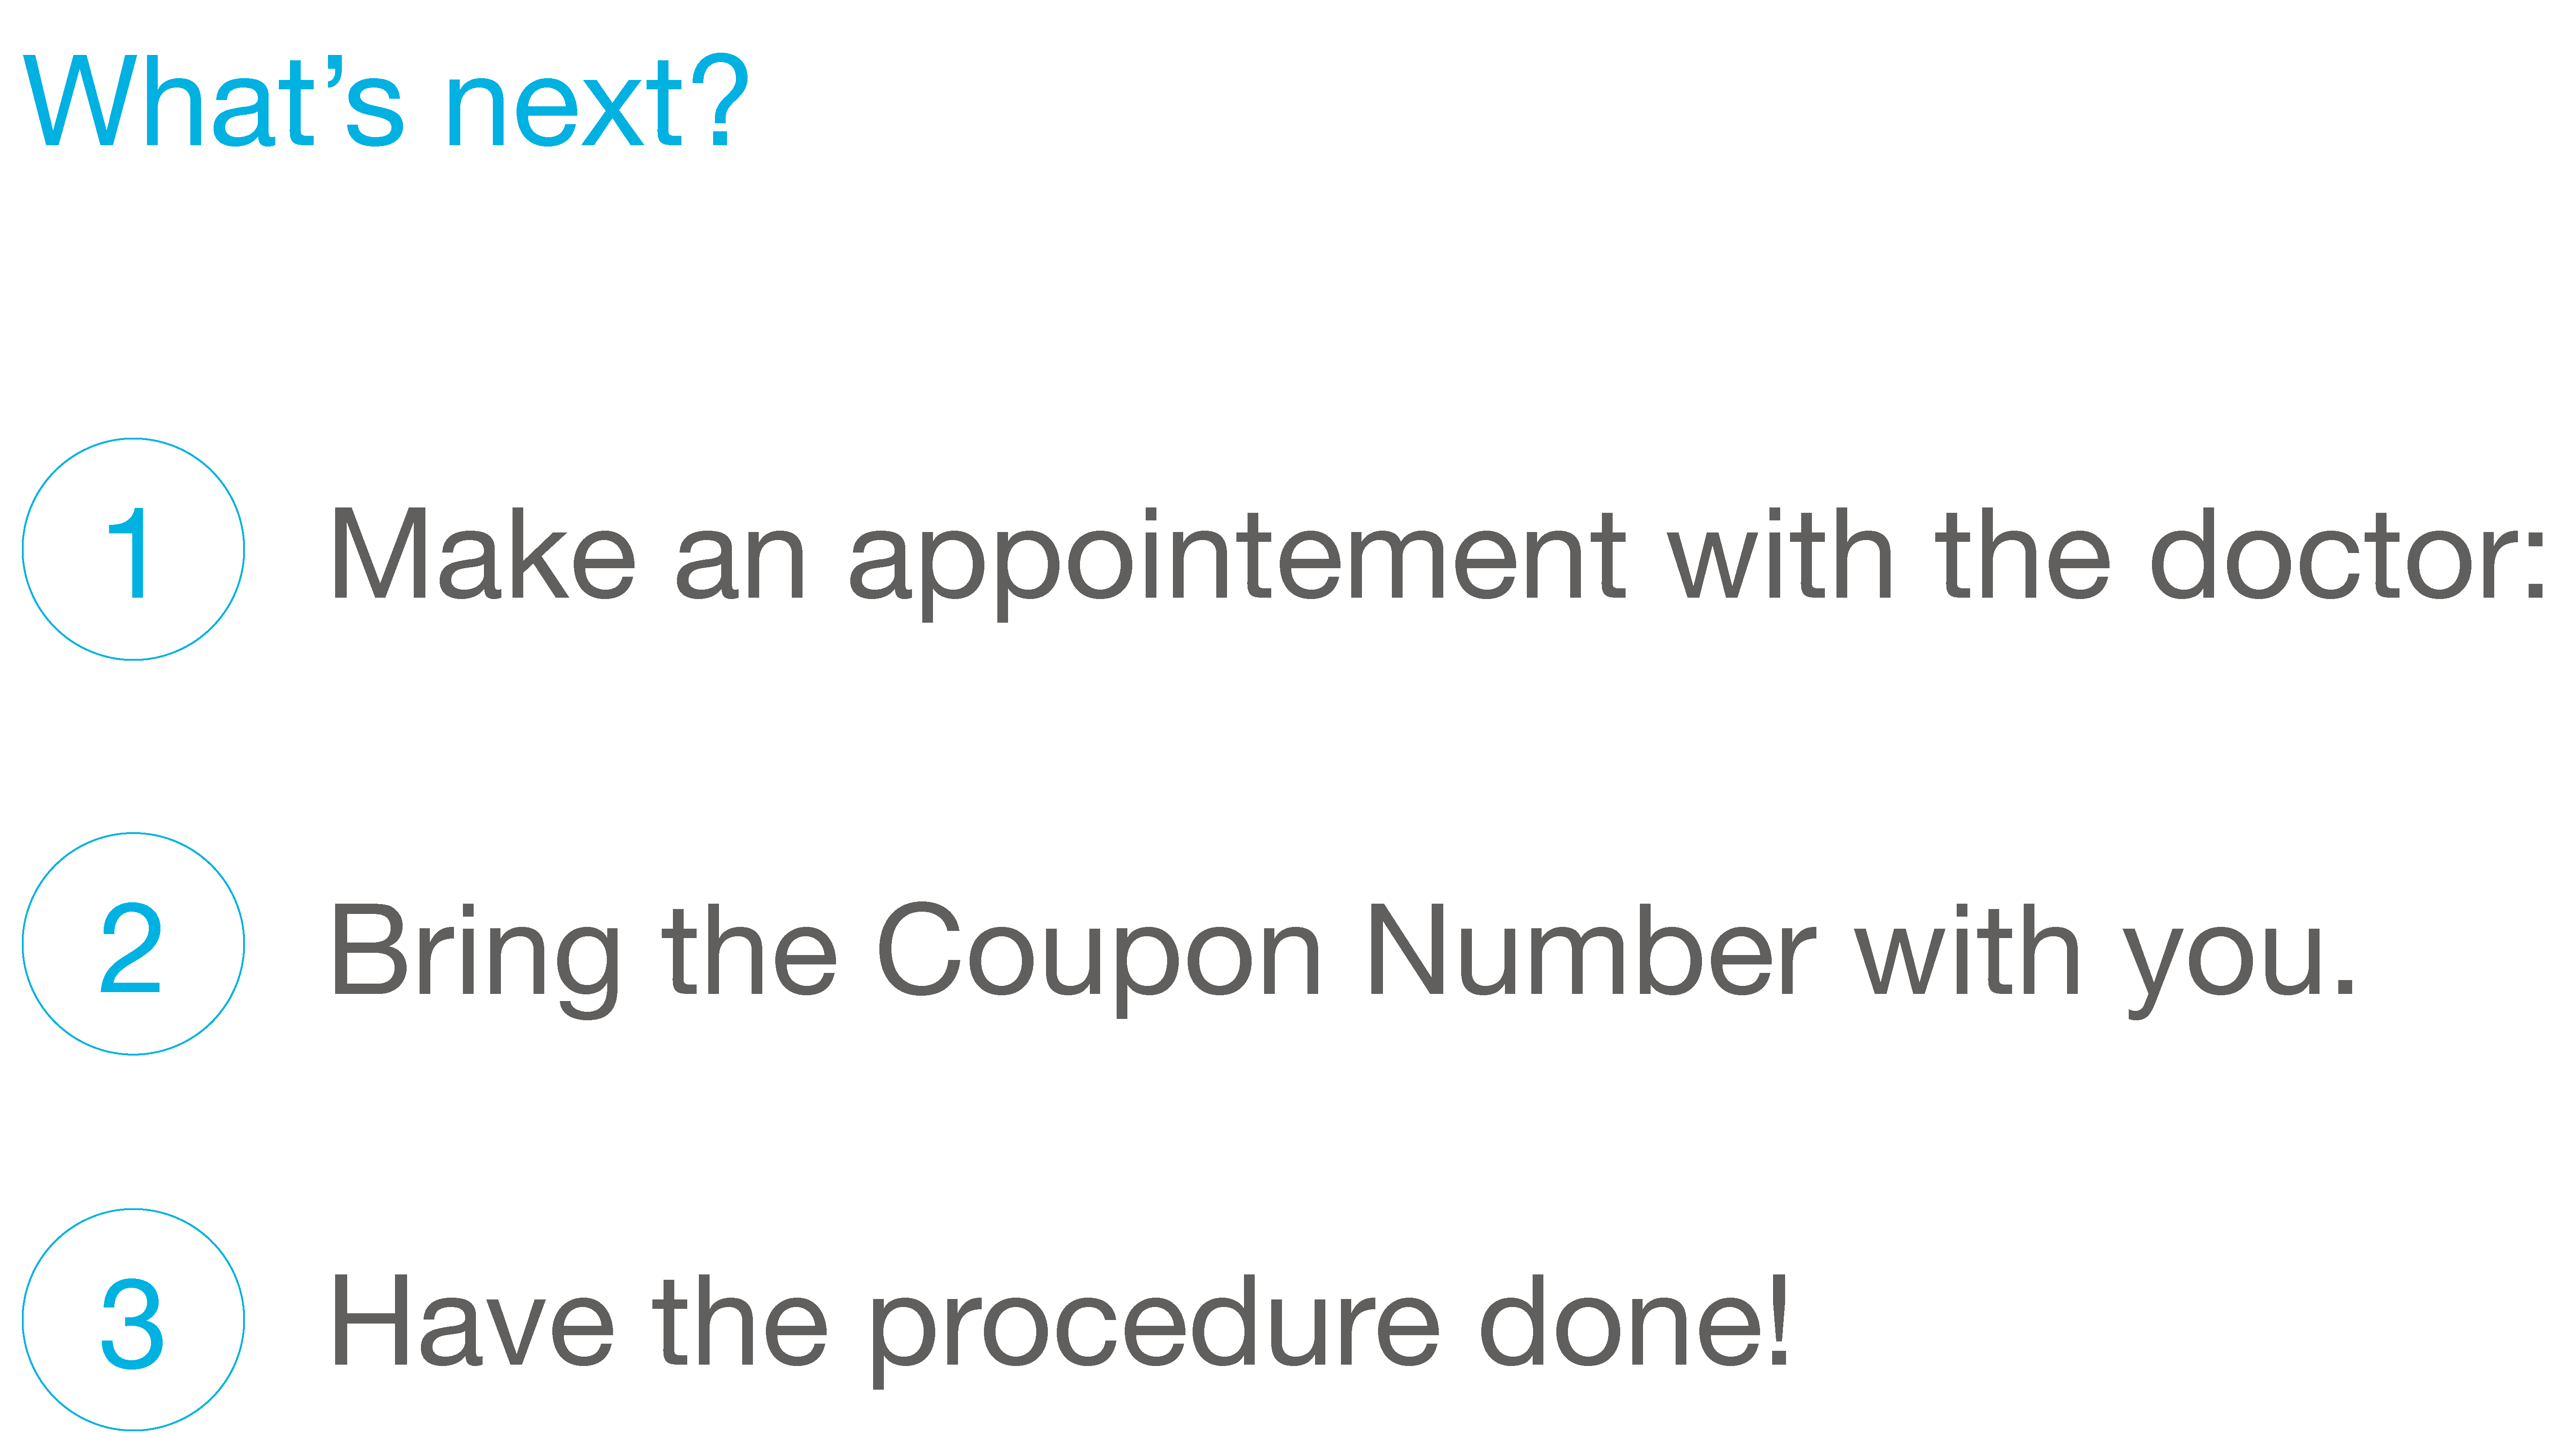 What’s next?
1 Make an appointement with the doctor:
2 Bring the Coupon Number with you.
3 Have the procedure done!